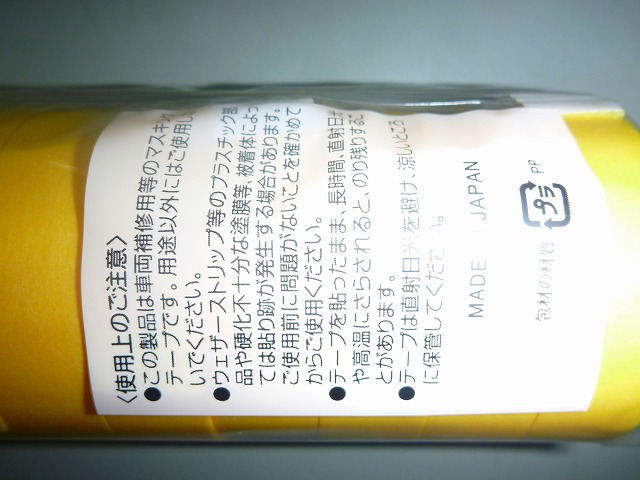 〈使用上のご注意〉
●この製品は車両補修用等のマスキン
テープです。用途以外にはご使用し
いでください。
●ウェザーストリップ等のプラスチック部
品や硬化不十分な塗膜等、被着体によっ
ては貼り跡が発生する場合があります。
ご使用前に問題がないことを確かめて
からご使用ください。
●テープを貼ったまま、長時間、直射日光
や高温にさらされると、のり残りするこ
とがあります。
●テープは直射日光を避け、涼しいところ
に保管してください。
MADE JAPAN
プラ PP
包材の材質